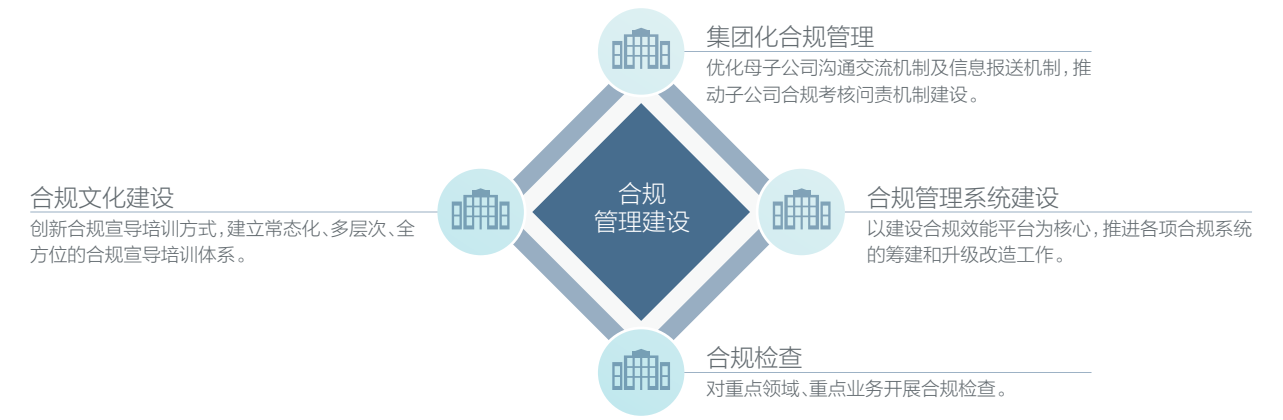 集团化合规管理
优化母子公司沟通交流机制及信息报送机制，推
动子公司合规考核问责机制建设。
合规文化建设
创新合规宣导培训方式，建立常态化、多层次、全
方位的合规宣导培训体系。
合规
管理建设
合规管理系统建设
以建设合规效能平台为核心，推进各项合规系统
的筹建和升级改造工作。
合规检查
对重点领域、重点业务开展合规检查。